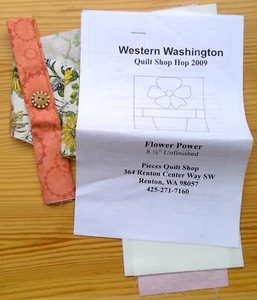 Western Washington
Quilt Shop Hop 2009
Flower Power
8 ½" Unfinished
Pieces Quilt Shop
364 Renton Center Way SW
Renton, WA 98057
425-271-7160